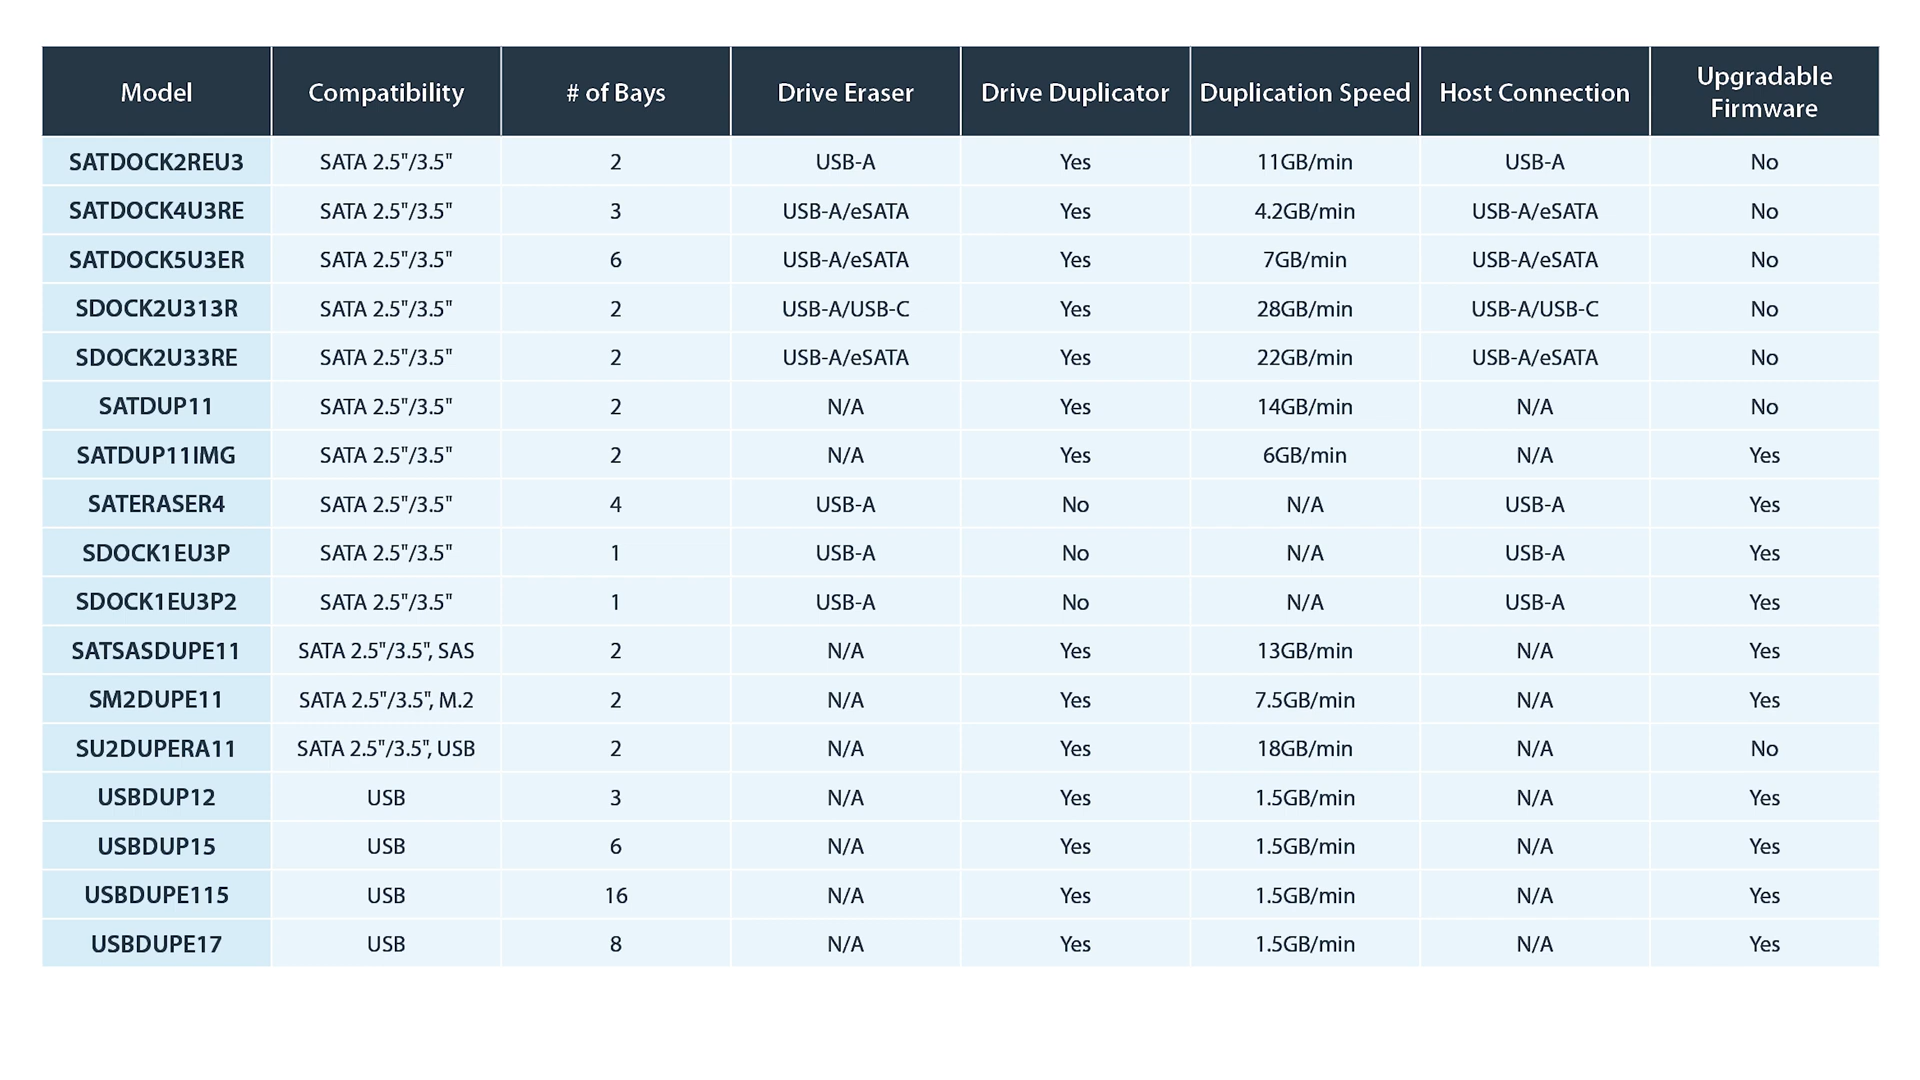 Model Compatibility # of Bays Drive Eraser Drive Duplicator Duplication Speed Host Connection Upgradable Firmware
SATDOCK2REU3 SATA 2.5"/3.5" 2 USB-A Yes 11GB/min USB-A No
SATDOCK4U3RE SATA 2.5"/3.5" 3 USB-A/eSATA Yes 4.2GB/min USB-A/eSATA No
SATDOCK5U3ER SATA 2.5"/3.5" 6 USB-A/eSATA Yes 7GB/min USB-A/eSATA No
SDOCK2U313R SATA 2.5"/3.5" 2 USB-A/USB-C Yes 28GB/min USB-A/USB-C No
SDOCK2U33RE SATA 2.5"/3.5" 2 USB-A/eSATA Yes 22GB/min USB-A/eSATA No
SATDUP11 SATA 2.5"/3.5" 2 N/A Yes 14GB/min N/A No
SATDUP11IMG SATA 2.5"/3.5" 2 N/A Yes 6GB/min N/A Yes
SATERASER4 SATA 2.5"/3.5" 4 USB-A No N/A USB-A Yes
SDOCK1EU3P SATA 2.5"/3.5" 1 USB-A No N/A USB-A Yes
SDOCK1EU3P2 SATA 2.5"/3.5" 1 USB-A No N/A USB-A Yes
SATSASDUPE11 SATA 2.5"/3.5", SAS 2 N/A Yes 13GB/min N/A Yes
SM2DUPE11 SATA 2.5"/3.5", M.2 2 N/A Yes 7.5GB/min N/A Yes
SU2DUPERA11 SATA 2.5"/3.5", USB 2 N/A Yes 18GB/min N/A No
USBDUP12 USB 3 N/A Yes 1.5GB/min N/A Yes
USBDUP15 USB 6 N/A Yes 1.5GB/min N/A Yes
USBDUPE115 USB 16 N/A Yes 1.5GB/min N/A Yes
USBDUPE17 USB 8 N/A Yes 1.5GB/min N/A Yes